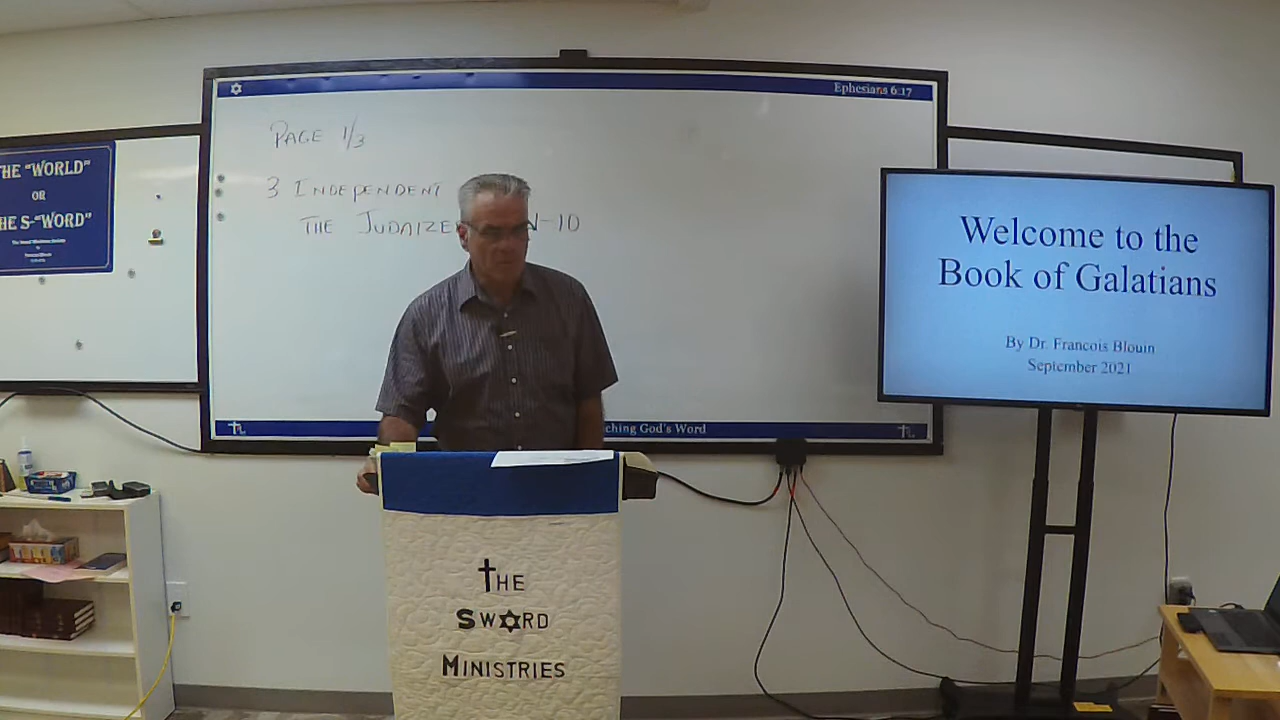 Ephesians 6:17
PAGE 1/3
3 INDEPENDENT
THE JUDAIZE
-10
HE "WORLD"
OR
HE S-"WORD"
Welcome to the
Book of Galatians
By Dr. Francois Blouin
September 2021
ching God's Word
THE
SWORD
MINISTRIES